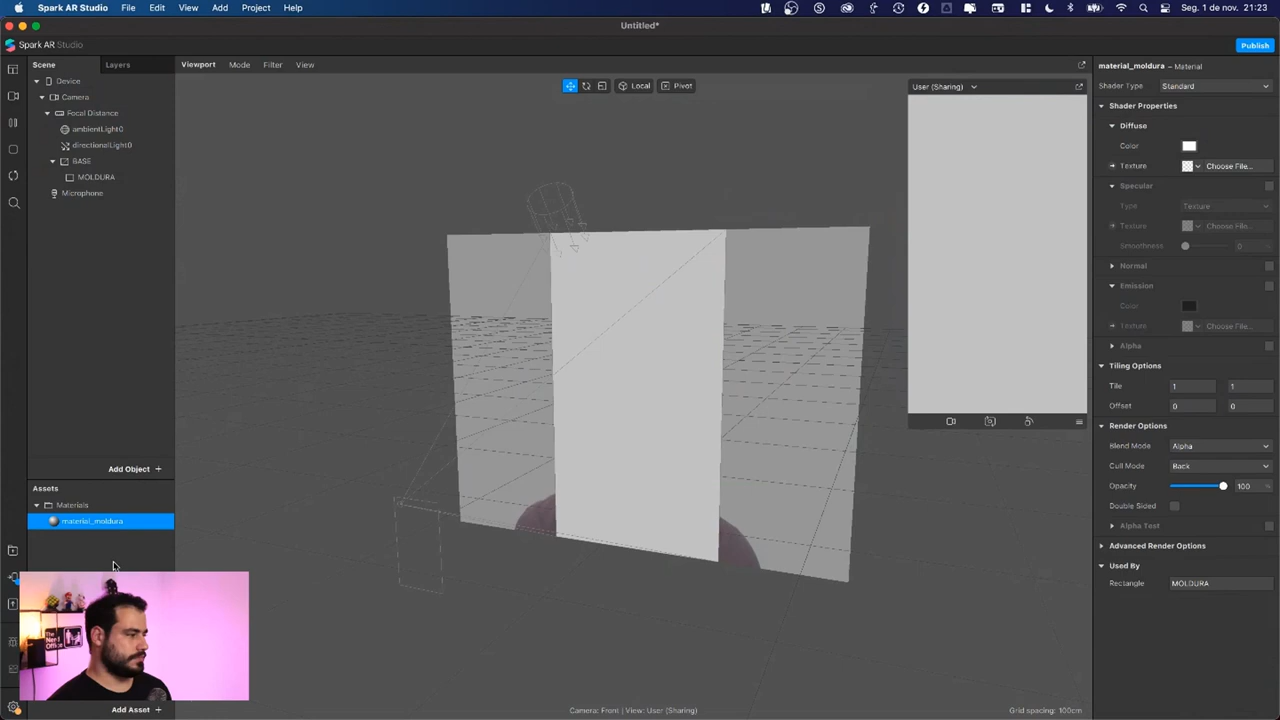 Spark AR Studio File Edit Add Project Help Seg. 1 de nov. 21:23
Untitled*
Spark AR Studio Publish
Scene Layers Viewport Mode Filter View material_moldura – Material
Device Local Pivot User (Sharing) Shader Type Standard
Camera Shader Properties
Focal Distance Diffuse
ambientLight0 Color
directionalLight0 Texture Choose File...
BASE Specular
MOLDURA Type Texture
Microphone Texture Choose File...
Smoothness 0
Normal
Emission
Color
Texture Choose File...
Alpha
Tiling Options
Tile 1 1
Offset 0 0
Render Options
Blend Mode Alpha
Cull Mode Back
Add Object + Opacity 100 %
Assets Double Sided
Materials Alpha Test
material_moldura Advanced Render Options
Used By
Rectangle MOLDURA
The Nerd Office
Add Asset + Camera: Front | View: User (Sharing) Grid spacing: 100cm